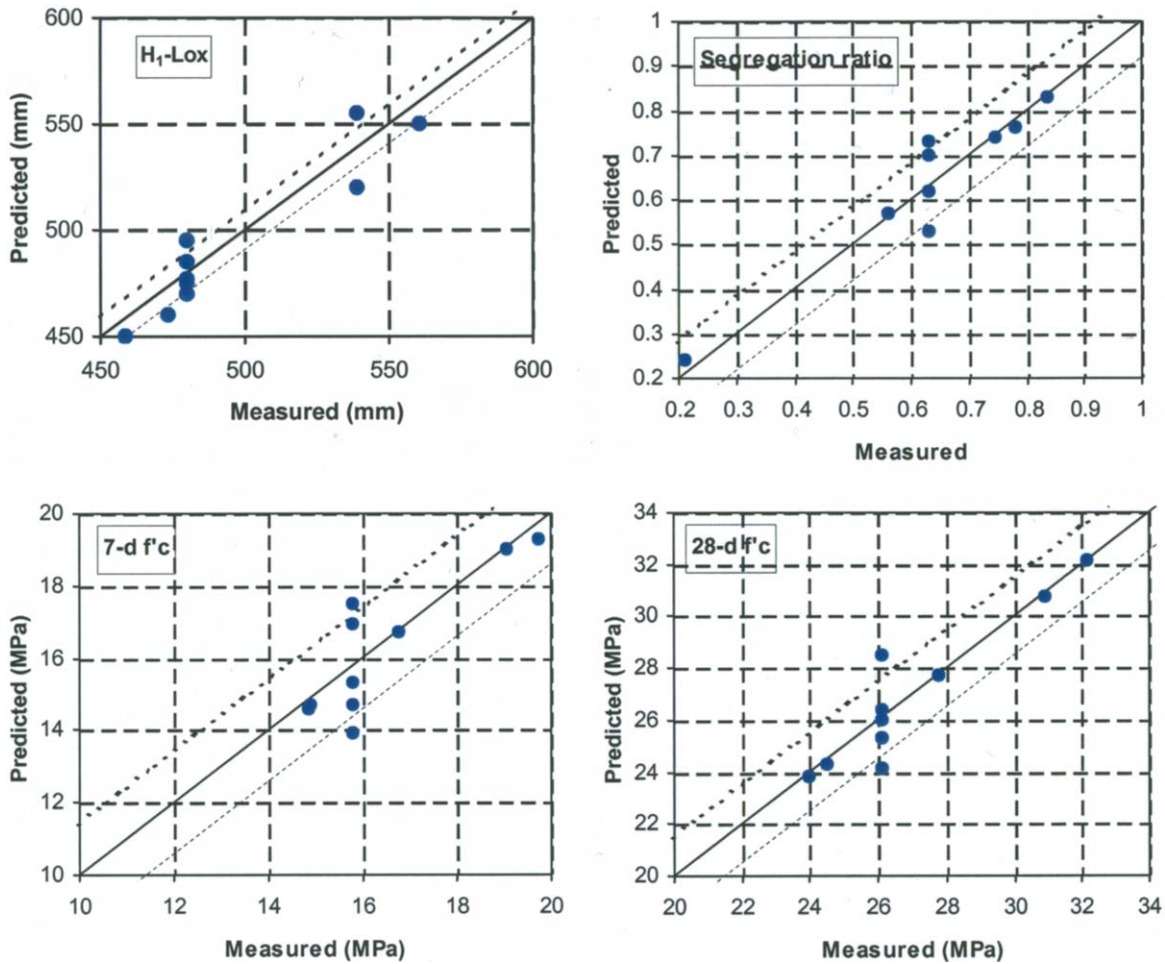 H₁-Lox
Predicted (mm)
600
550
500
450
450 500 550 600
Measured (mm)
Segregation ratio
Predicted
1
0.9
0.8
0.7
0.6
0.5
0.4
0.3
0.2
0.2 0.3 0.4 0.5 0.6 0.7 0.8 0.9 1
Measured
7-d f'c
Predicted (MPa)
20
18
16
14
12
10
10 12 14 16 18 20
Measured (MPa)
28-d f'c
Predicted (MPa)
34
32
30
28
26
24
22
20
20 22 24 26 28 30 32 34
Measured (MPa)